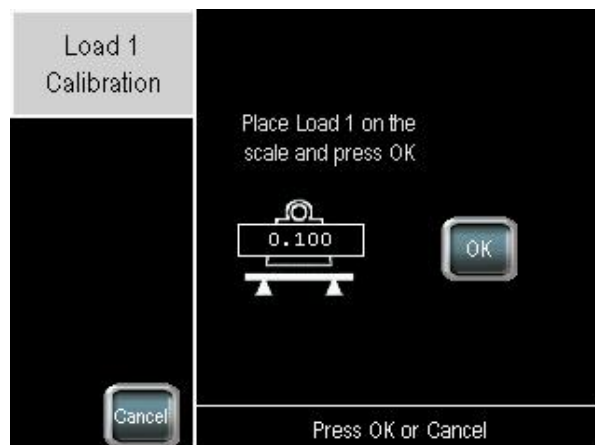 Load 1
Calibration
Place Load 1 on the
scale and press OK
0.100
OK
Cancel
Press OK or Cancel